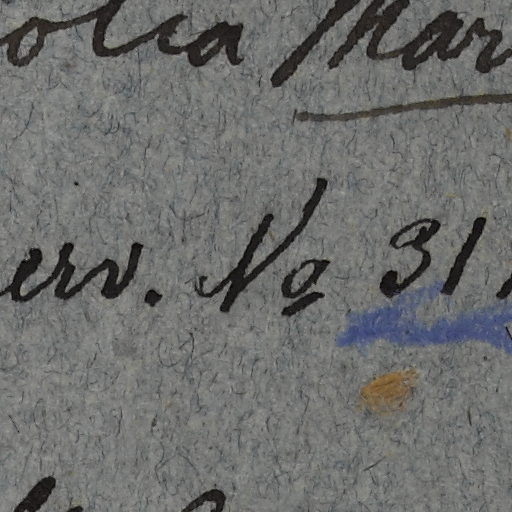 olia Mar
erv. No 31